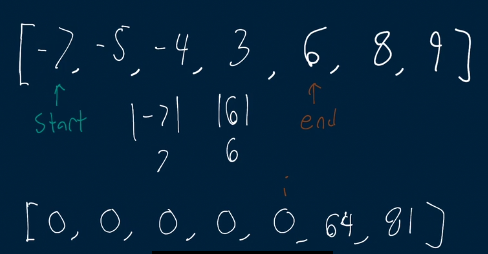 [-7, -5, -4, 3, 6, 8, 9]
start |-7| |6| end
7 6
i
[0, 0, 0, 0, 0, 64, 81]